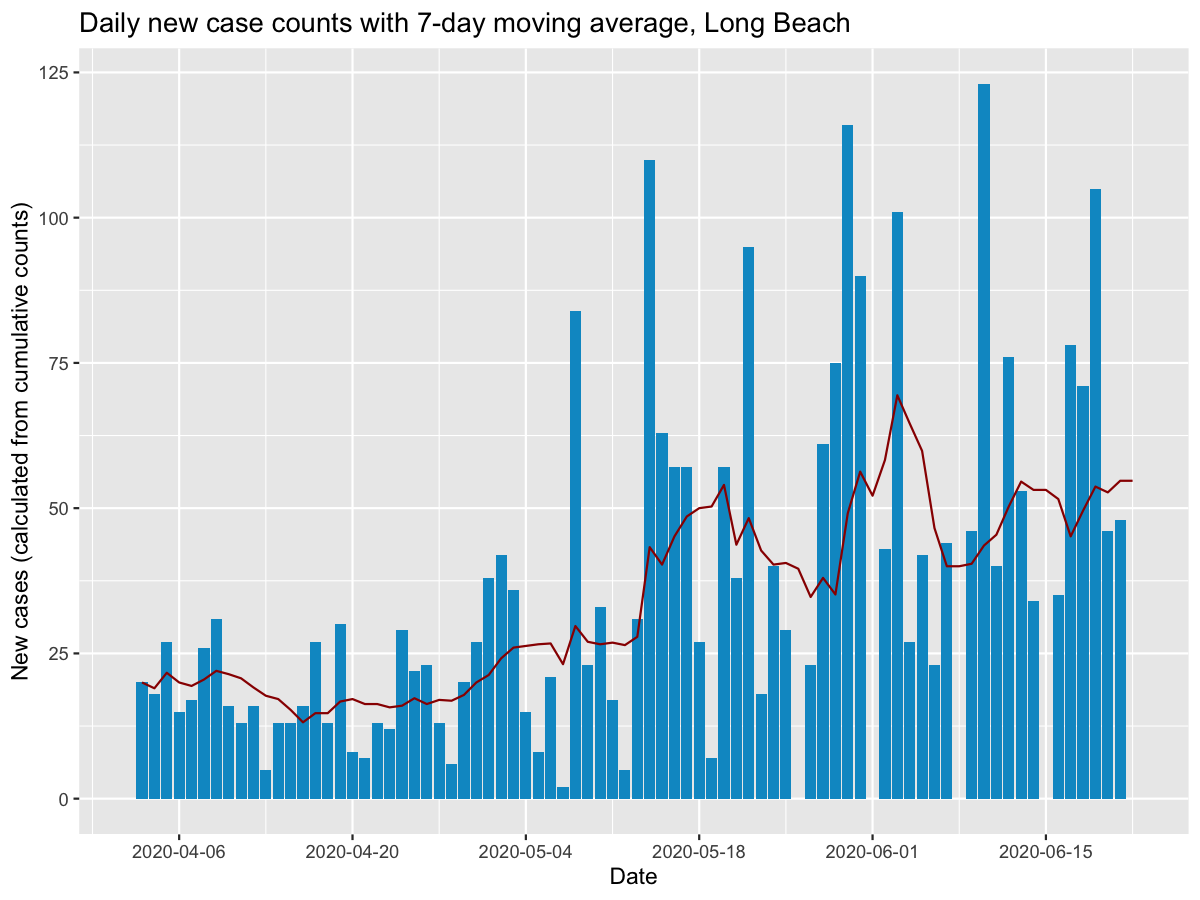 Daily new case counts with 7-day moving average, Long Beach
New cases (calculated from cumulative counts)
125
100
75
50
25
0
2020-04-06 2020-04-20 2020-05-04 2020-05-18 2020-06-01 2020-06-15
Date